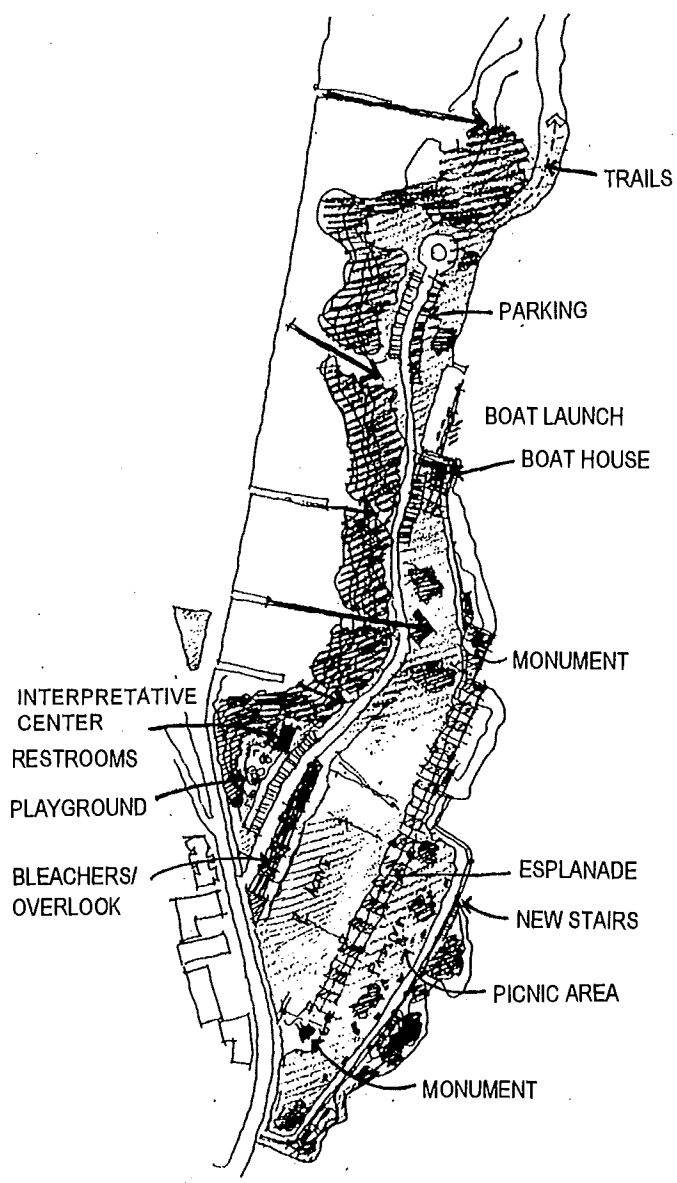 TRAILS
PARKING
BOAT LAUNCH
BOAT HOUSE
MONUMENT
INTERPRETATIVE
CENTER
RESTROOMS
PLAYGROUND
BLEACHERS/
OVERLOOK
ESPLANADE
NEW STAIRS
PICNIC AREA
MONUMENT